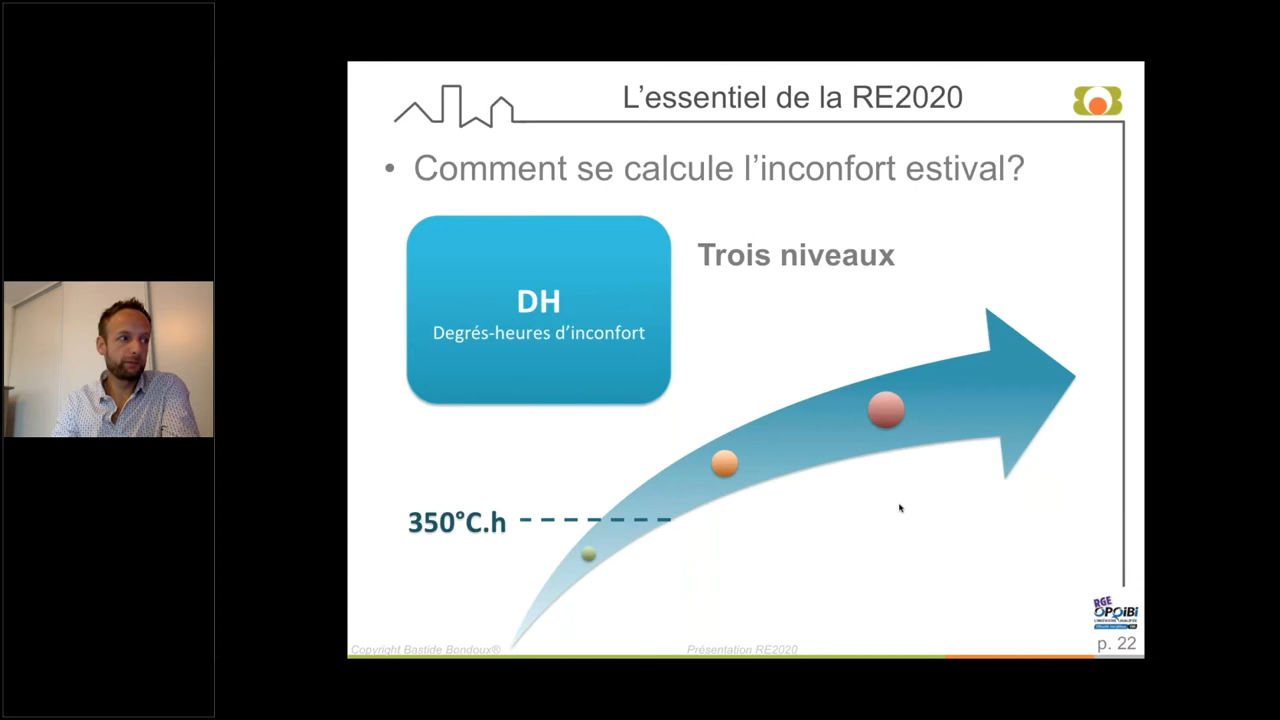 L'essentiel de la RE2020
• Comment se calcule l'inconfort estival?
DH
Degrés-heures d'inconfort
Trois niveaux
350°C.h
RGE
OPQIBI
p. 22
Copyright Bastide Bondoux®
Présentation RE2020